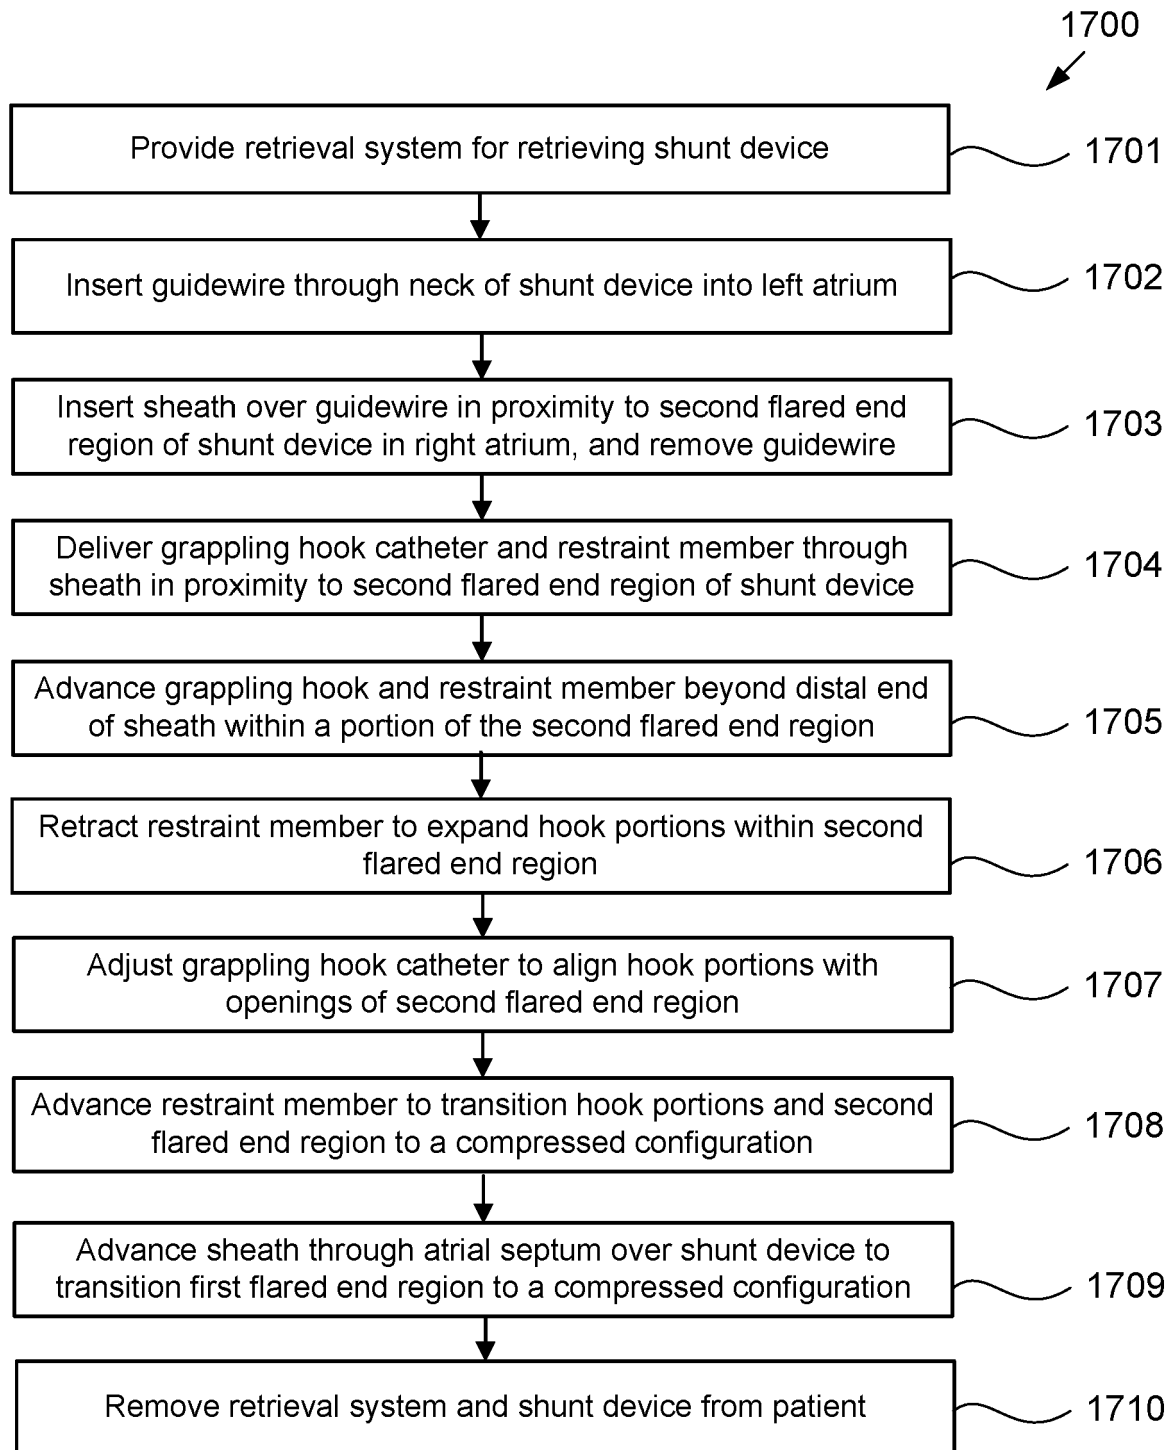 1700
Provide retrieval system for retrieving shunt device
1701
Insert guidewire through neck of shunt device into left atrium
1702
Insert sheath over guidewire in proximity to second flared end
region of shunt device in right atrium, and remove guidewire
1703
Deliver grappling hook catheter and restraint member through
sheath in proximity to second flared end region of shunt device
1704
Advance grappling hook and restraint member beyond distal end
of sheath within a portion of the second flared end region
1705
Retract restraint member to expand hook portions within second
flared end region
1706
Adjust grappling hook catheter to align hook portions with
openings of second flared end region
1707
Advance restraint member to transition hook portions and second
flared end region to a compressed configuration
1708
Advance sheath through atrial septum over shunt device to
transition first flared end region to a compressed configuration
1709
Remove retrieval system and shunt device from patient
1710